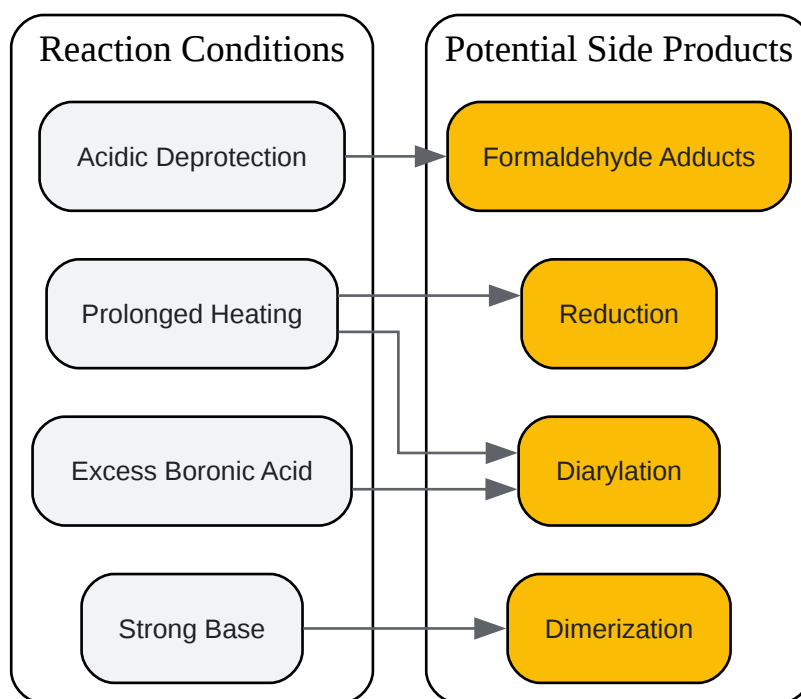 Reaction Conditions
Potential Side Products
Acidic Deprotection
Formaldehyde Adducts
Prolonged Heating
Reduction
Excess Boronic Acid
Diarylation
Strong Base
Dimerization